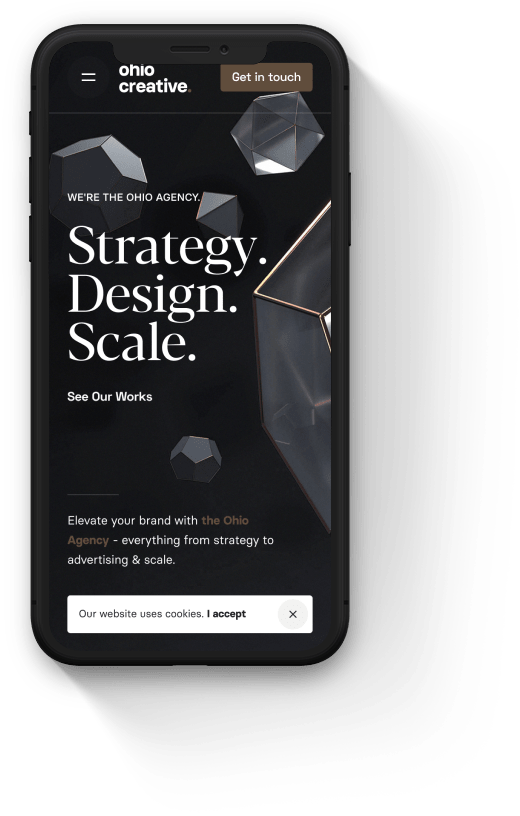 ohio
creative.
Get in touch
WE'RE THE OHIO AGENCY.
Strategy.
Design.
Scale.
See Our Works
Elevate your brand with the Ohio
Agency - everything from strategy to
advertising & scale.
Our website uses cookies. I accept